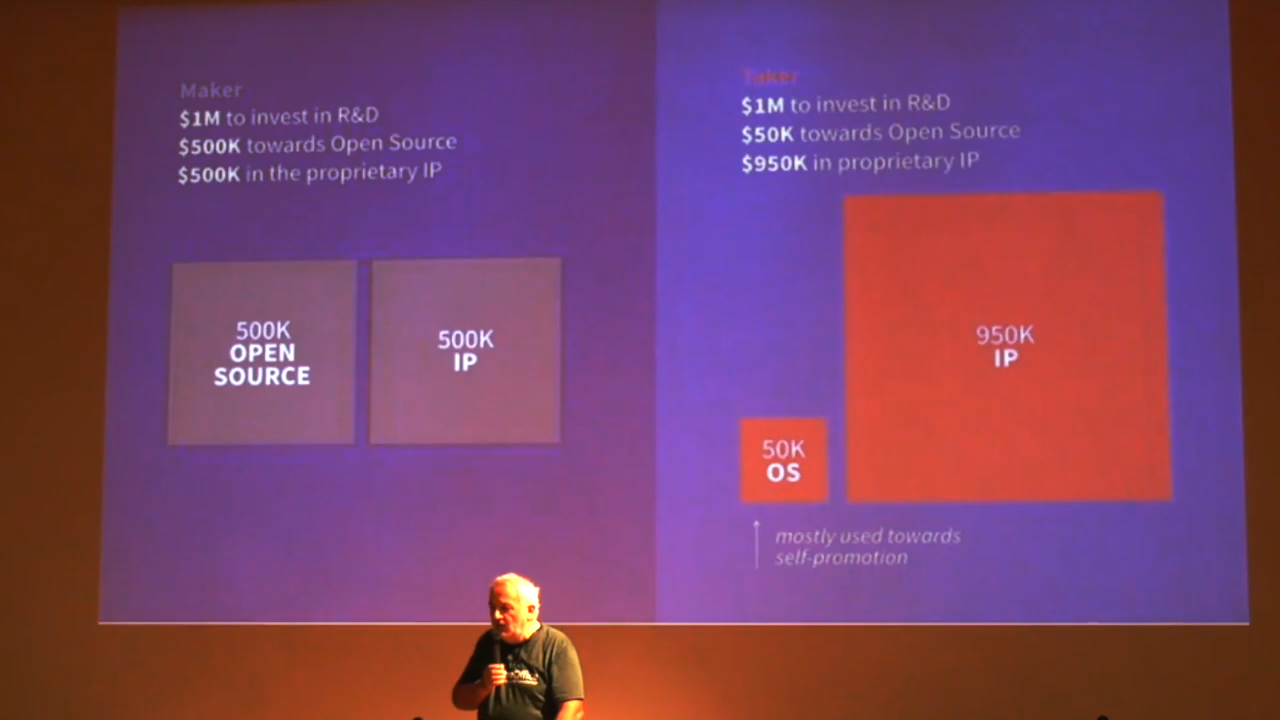 Maker
$1M to invest in R&D
$500K towards Open Source
$500K in the proprietary IP
500K
OPEN
SOURCE
500K
IP
Taker
$1M to invest in R&D
$50K towards Open Source
$950K in proprietary IP
950K
IP
50K
OS
mostly used towards
self-promotion